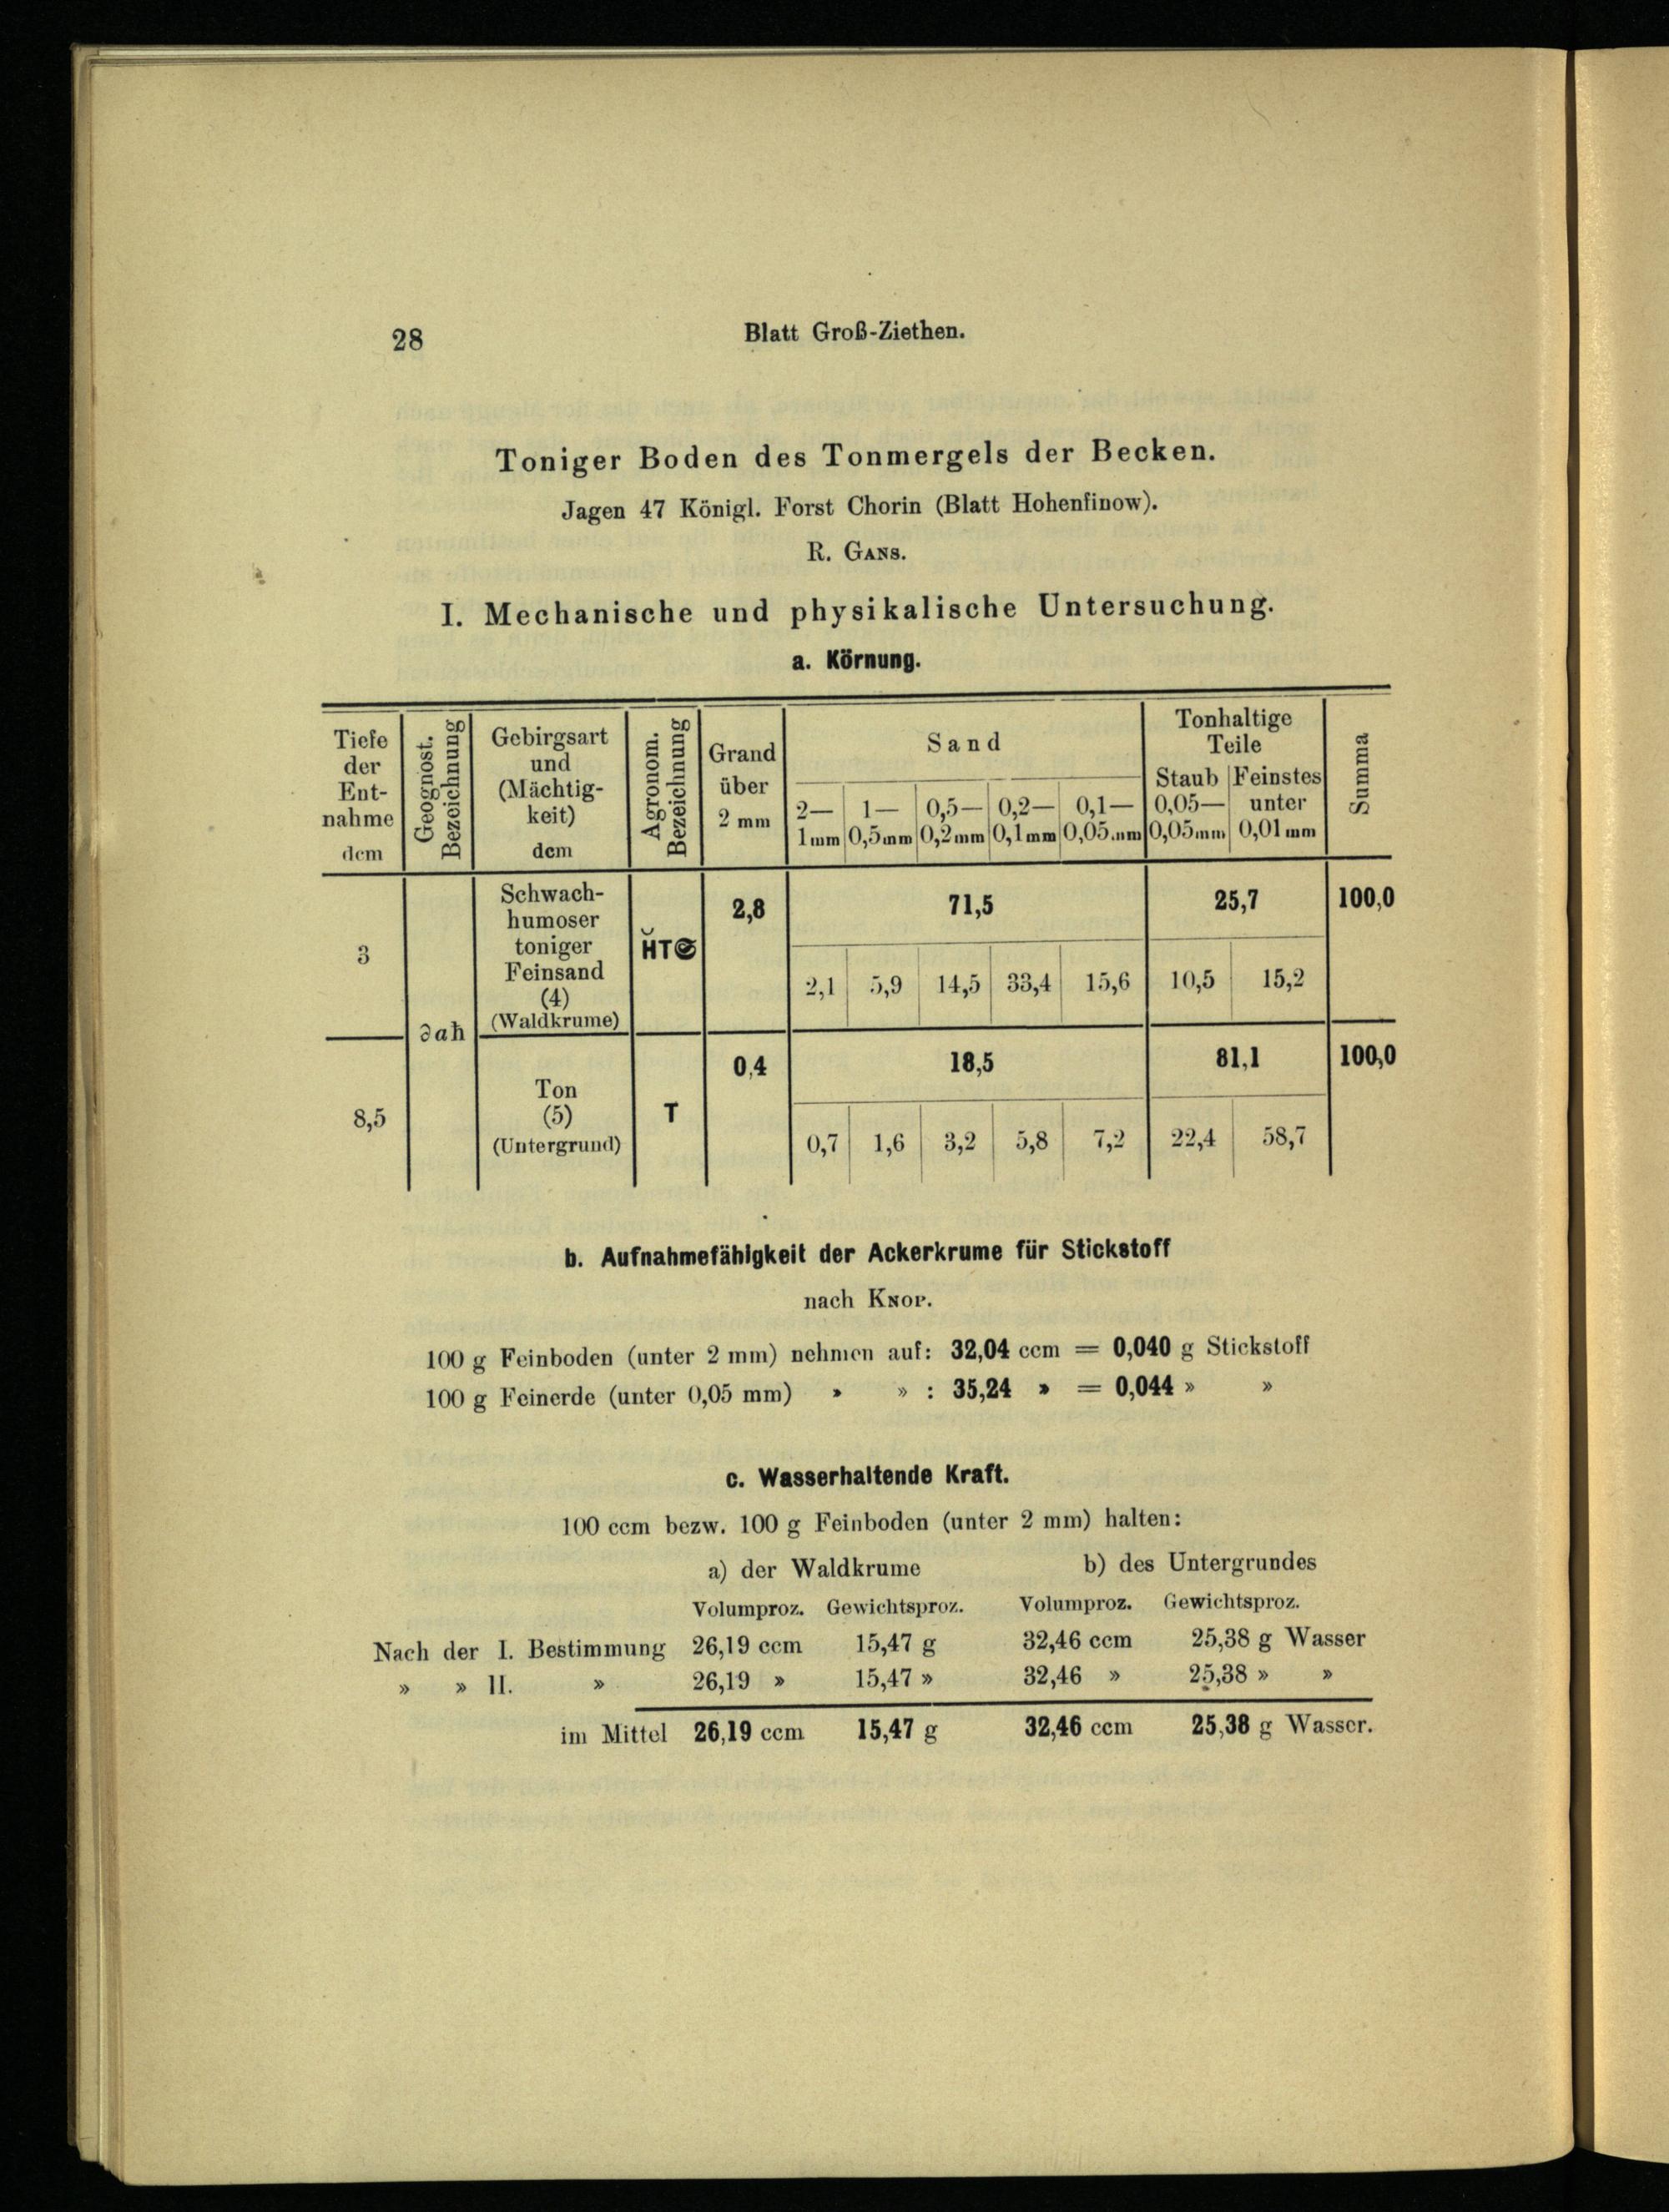 28
Blatt Groß-Ziethen.
Toniger Boden des Tonmergels der Becken.
Jagen 47 Königl. Forst Chorin (Blatt Hohenfinow).
R. GANS.
I. Mechanische und physikalische Untersuchung.
a. Körnung.
Tiefe der Ent- nahme dcm
Geognost. Bezeichnung
Gebirgsart und (Mächtig- keit) dcm
Agronom. Bezeichnung
Grand über 2 mm
Sand
2— 1mm
1— 0,5mm
0,5— 0,2mm
0,2— 0,1mm
0,1— 0,05mm
Tonhaltige Teile
Staub 0,05— 0,05mm
Feinstes unter 0,01mm
Summa
3
∂ah
Schwach- humoser toniger Feinsand (4) (Waldkrume)
2,8
71,5
25,7
100,0
2,1 5,9 14,5 33,4 15,6 10,5 15,2
8,5
Ton (5) (Untergrund)
T
0,4
18,5
81,1
100,0
0,7 1,6 3,2 5,8 7,2 22,4 58,7
b. Aufnahmefähigkeit der Ackerkrume für Stickstoff
nach KNOP.
100 g Feinboden (unter 2 mm) nehmen auf: 32,04 ccm = 0,040 g Stickstoff
100 g Feinerde (unter 0,05 mm) » » : 35,24 » = 0,044 » »
c. Wasserhaltende Kraft.
100 ccm bezw. 100 g Feinboden (unter 2 mm) halten:
a) der Waldkrume b) des Untergrundes
Volumproz. Gewichtsproz. Volumproz. Gewichtsproz.
Nach der I. Bestimmung 26,19 ccm 15,47 g 32,46 ccm 25,38 g Wasser
» » II. » 26,19 » 15,47 » 32,46 » 25,38 » »
im Mittel 26,19 ccm 15,47 g 32,46 ccm 25,38 g Wasser.